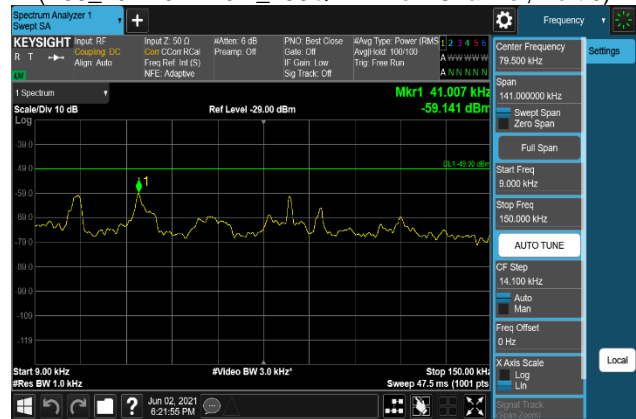 Spectrum Analyzer 1
Swept SA
+
Frequency
KEYSIGHT
R T
LW
Input: RF
Coupling: DC
Align: Auto
Input Z: 50 Ω
Corr CCorr RCal
Freq Ref: Int (S)
NFE: Adaptive
#Atten: 6 dB
Preamp: Off
PNO: Best Close
Gate: Off
IF Gain: Low
Sig Track: Off
#Avg Type: Power (RMS
Avg|Hold: 100/100
Trig: Free Run
1 2 3 4 5 6
A W W W W W
A N N N N N
1 Spectrum
Scale/Div 10 dB
Log
Ref Level -29.00 dBm
Mkr1 41.007 kHz
-59.141 dBm
DL1 -49.00 dBm
1
-39.0
-49.0
-59.0
-69.0
-79.0
-89.0
-99.0
-109
-119
Start 9.00 kHz
#Res BW 1.0 kHz
#Video BW 3.0 kHz*
Stop 150.00 kHz
Sweep 47.5 ms (1001 pts
Center Frequency
79.500 kHz
Settings
Span
141.000000 kHz
Swept Span
Zero Span
Full Span
Start Freq
9.000 kHz
Stop Freq
150.000 kHz
AUTO TUNE
CF Step
14.100 kHz
Auto
Man
Freq Offset
0 Hz
X Axis Scale
Log
Lin
Local
Signal Track
(Span Zoom)
?
Jun 02, 2021
6:21:55 PM